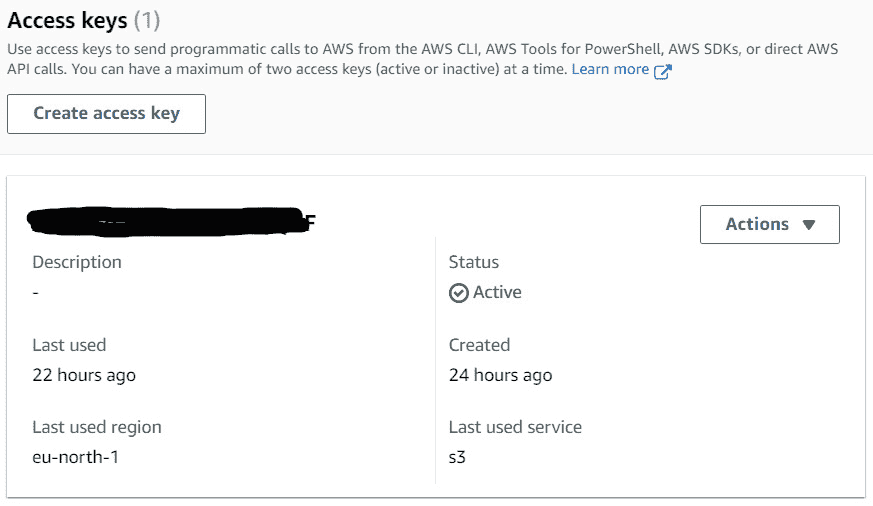 Access keys (1)
Use access keys to send programmatic calls to AWS from the AWS CLI, AWS Tools for PowerShell, AWS SDKs, or direct AWS
API calls. You can have a maximum of two access keys (active or inactive) at a time. Learn more
Create access key
F
Actions
Description
Status
-
Active
Last used
Created
22 hours ago
24 hours ago
Last used region
Last used service
eu-north-1
s3